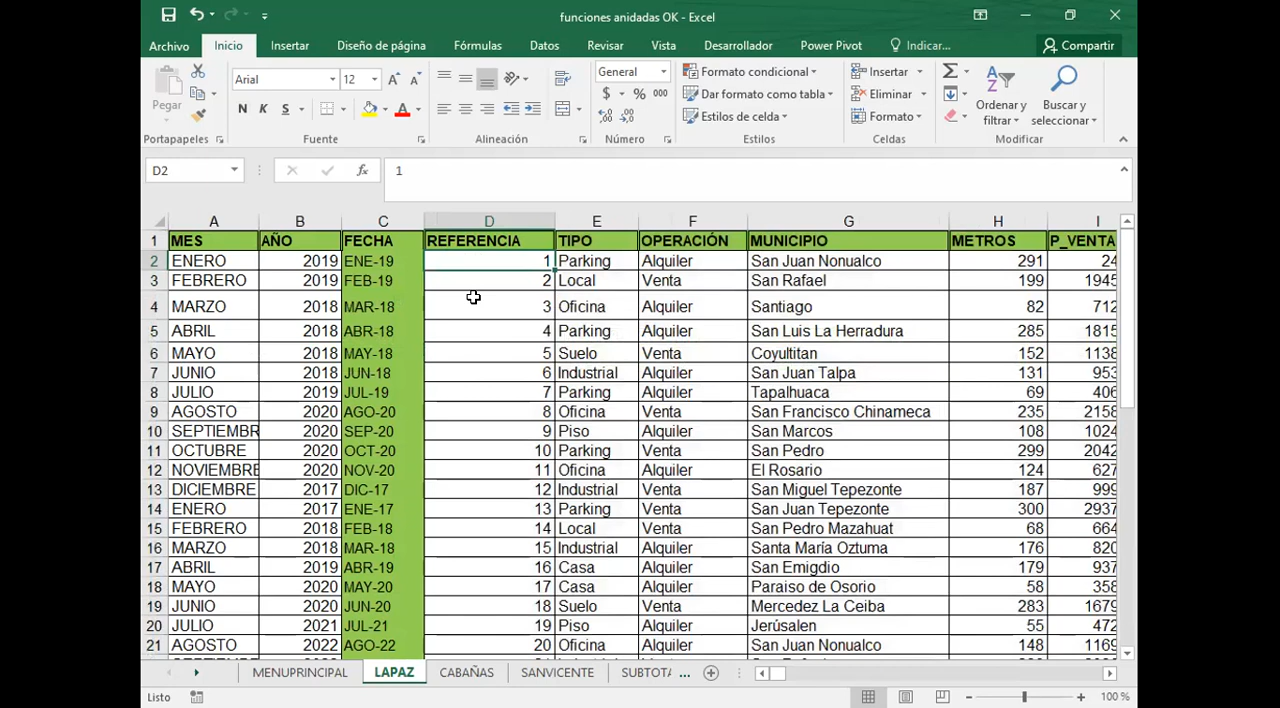 funciones anidadas OK - Excel
Archivo Inicio Insertar Diseño de página Fórmulas Datos Revisar Vista Desarrollador Power Pivot Indicar... Compartir
Pegar Arial 12 General Formato condicional Insertar Ordenar y filtrar Buscar y seleccionar
N K S $ % 000 Dar formato como tabla Eliminar
Estilos de celda Formato
Portapapeles Fuente Alineación Número Estilos Celdas Modificar
D2 fx 1
A B C D E F G H I
1 MES AÑO FECHA REFERENCIA TIPO OPERACIÓN MUNICIPIO METROS P_VENTA
2 ENERO 2019 ENE-19 1 Parking Alquiler San Juan Nonualco 291 24
3 FEBRERO 2019 FEB-19 2 Local Venta San Rafael 199 1945
4 MARZO 2018 MAR-18 3 Oficina Alquiler Santiago 82 712
5 ABRIL 2018 ABR-18 4 Parking Alquiler San Luis La Herradura 285 1815
6 MAYO 2018 MAY-18 5 Suelo Venta Coyultitan 152 1138
7 JUNIO 2018 JUN-18 6 Industrial Venta San Juan Talpa 131 953
8 JULIO 2019 JUL-19 7 Parking Alquiler Tapalhuaca 69 406
9 AGOSTO 2020 AGO-20 8 Oficina Venta San Francisco Chinameca 235 2158
10 SEPTIEMBR 2020 SEP-20 9 Piso Alquiler San Marcos 108 1024
11 OCTUBRE 2020 OCT-20 10 Parking Alquiler San Pedro 299 2042
12 NOVIEMBRE 2020 NOV-20 11 Oficina Alquiler El Rosario 124 627
13 DICIEMBRE 2017 DIC-17 12 Industrial Venta San Miguel Tepezonte 187 999
14 ENERO 2017 ENE-17 13 Parking Venta San Juan Tepezonte 300 2937
15 FEBRERO 2018 FEB-18 14 Local Venta San Pedro Mazahuat 68 664
16 MARZO 2018 MAR-18 15 Industrial Alquiler Santa María Oztuma 176 820
17 ABRIL 2019 ABR-19 16 Casa Alquiler San Emigdio 179 937
18 MAYO 2020 MAY-20 17 Casa Alquiler Paraiso de Osorio 58 358
19 JUNIO 2020 JUN-20 18 Suelo Venta Mercedez La Ceiba 283 1679
20 JULIO 2021 JUL-21 19 Piso Alquiler Jerúsalen 55 472
21 AGOSTO 2022 AGO-22 20 Oficina Alquiler San Juan Nonualco 148 1169
MENUPRINCIPAL LAPAZ CABAÑAS SANVICENTE SUBTOTA ...
Listo 100 %